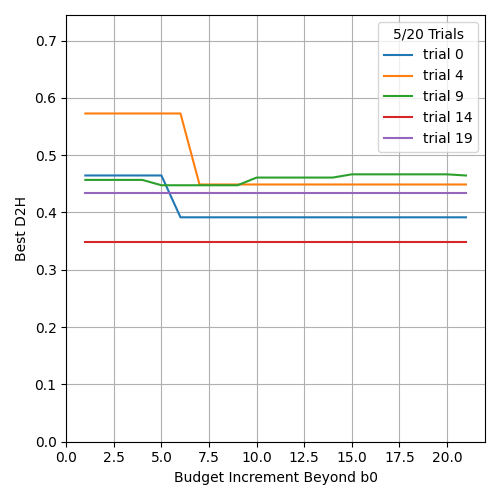 5/20 Trials
trial 0
trial 4
trial 9
trial 14
trial 19
Best D2H
0.7
0.6
0.5
0.4
0.3
0.2
0.1
0.0
0.0 2.5 5.0 7.5 10.0 12.5 15.0 17.5 20.0
Budget Increment Beyond b0